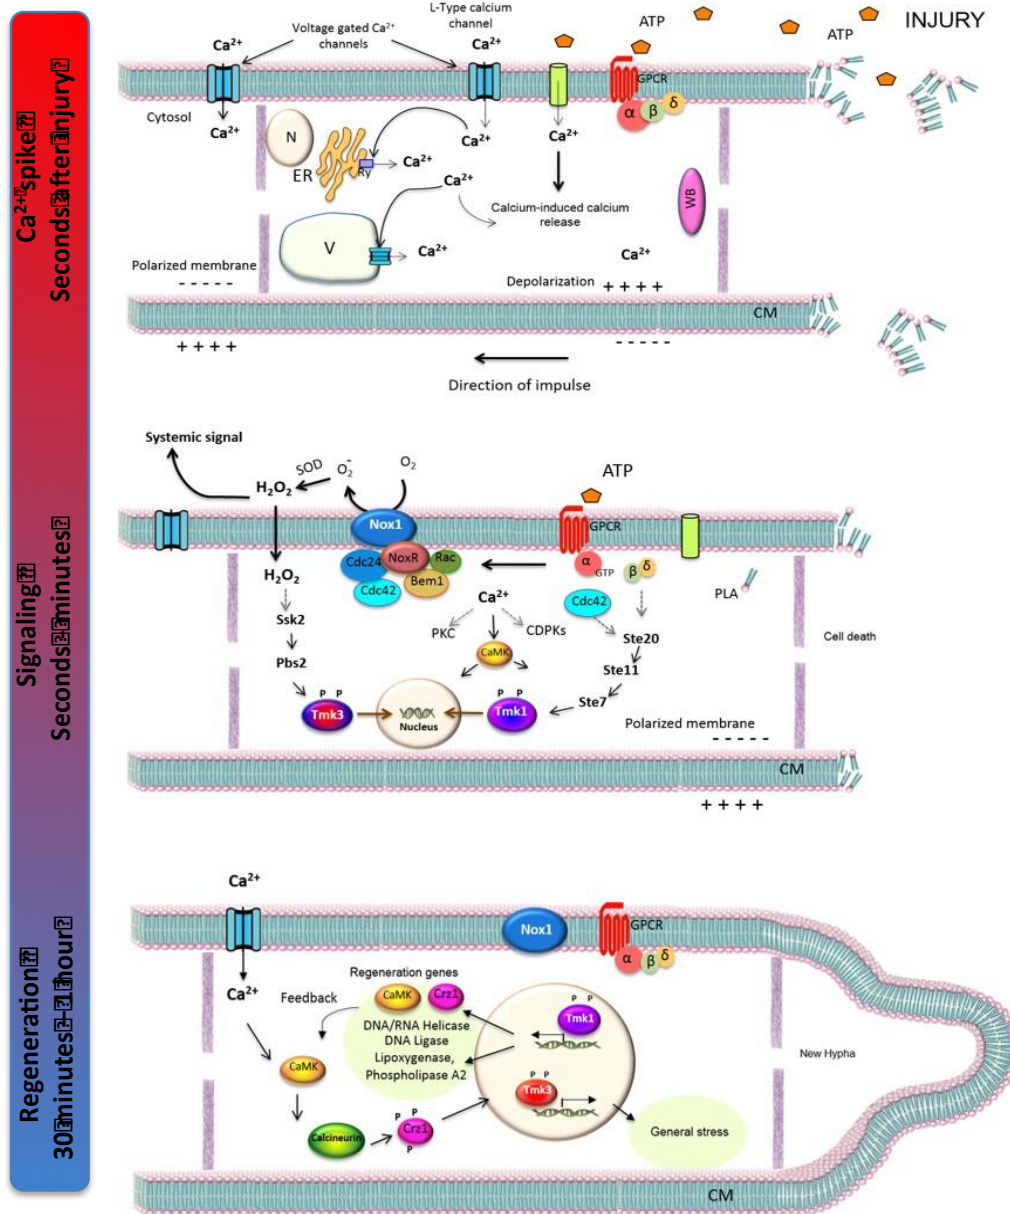 Ca²⁺ spike
Seconds after injury
L-Type calcium
channel
Voltage gated Ca²⁺
channels
Ca²⁺
Ca²⁺
ATP
ATP
INJURY
GPCR
α
β
δ
Cytosol
Ca²⁺
N
ER
Ry
Ca²⁺
Ca²⁺
Ca²⁺
Ca²⁺
Calcium-induced calcium
release
WB
V
Ca²⁺
Ca²⁺
Polarized membrane
- - - - -
Depolarization
+ + + +
CM
+ + + +
- - - - -
Direction of impulse
Signaling
Seconds - minutes
Systemic signal
H₂O₂
SOD
O₂⁻
O₂
ATP
Nox1
GPCR
Cdc24
NoxR
Rac
Bem1
Cdc42
α
GTP
β
δ
PLA
H₂O₂
Ca²⁺
Cdc42
Ssk2
PKC
CDPKs
Ste20
Cell death
CaMK
Pbs2
Ste11
P P
Tmk3
Nucleus
P P
Tmk1
Ste7
Polarized membrane
- - - - -
CM
+ + + +
Regeneration
30 minutes - 1 hour
Ca²⁺
Nox1
GPCR
α
β
δ
Ca²⁺
Feedback
Regeneration genes
CaMK
Crz1
DNA/RNA Helicase
DNA Ligase
Lipoxygenase,
Phospholipase A2
P P
Tmk1
P P
Tmk3
New Hypha
CaMK
Calcineurin
P P
Crz1
P
General stress
CM